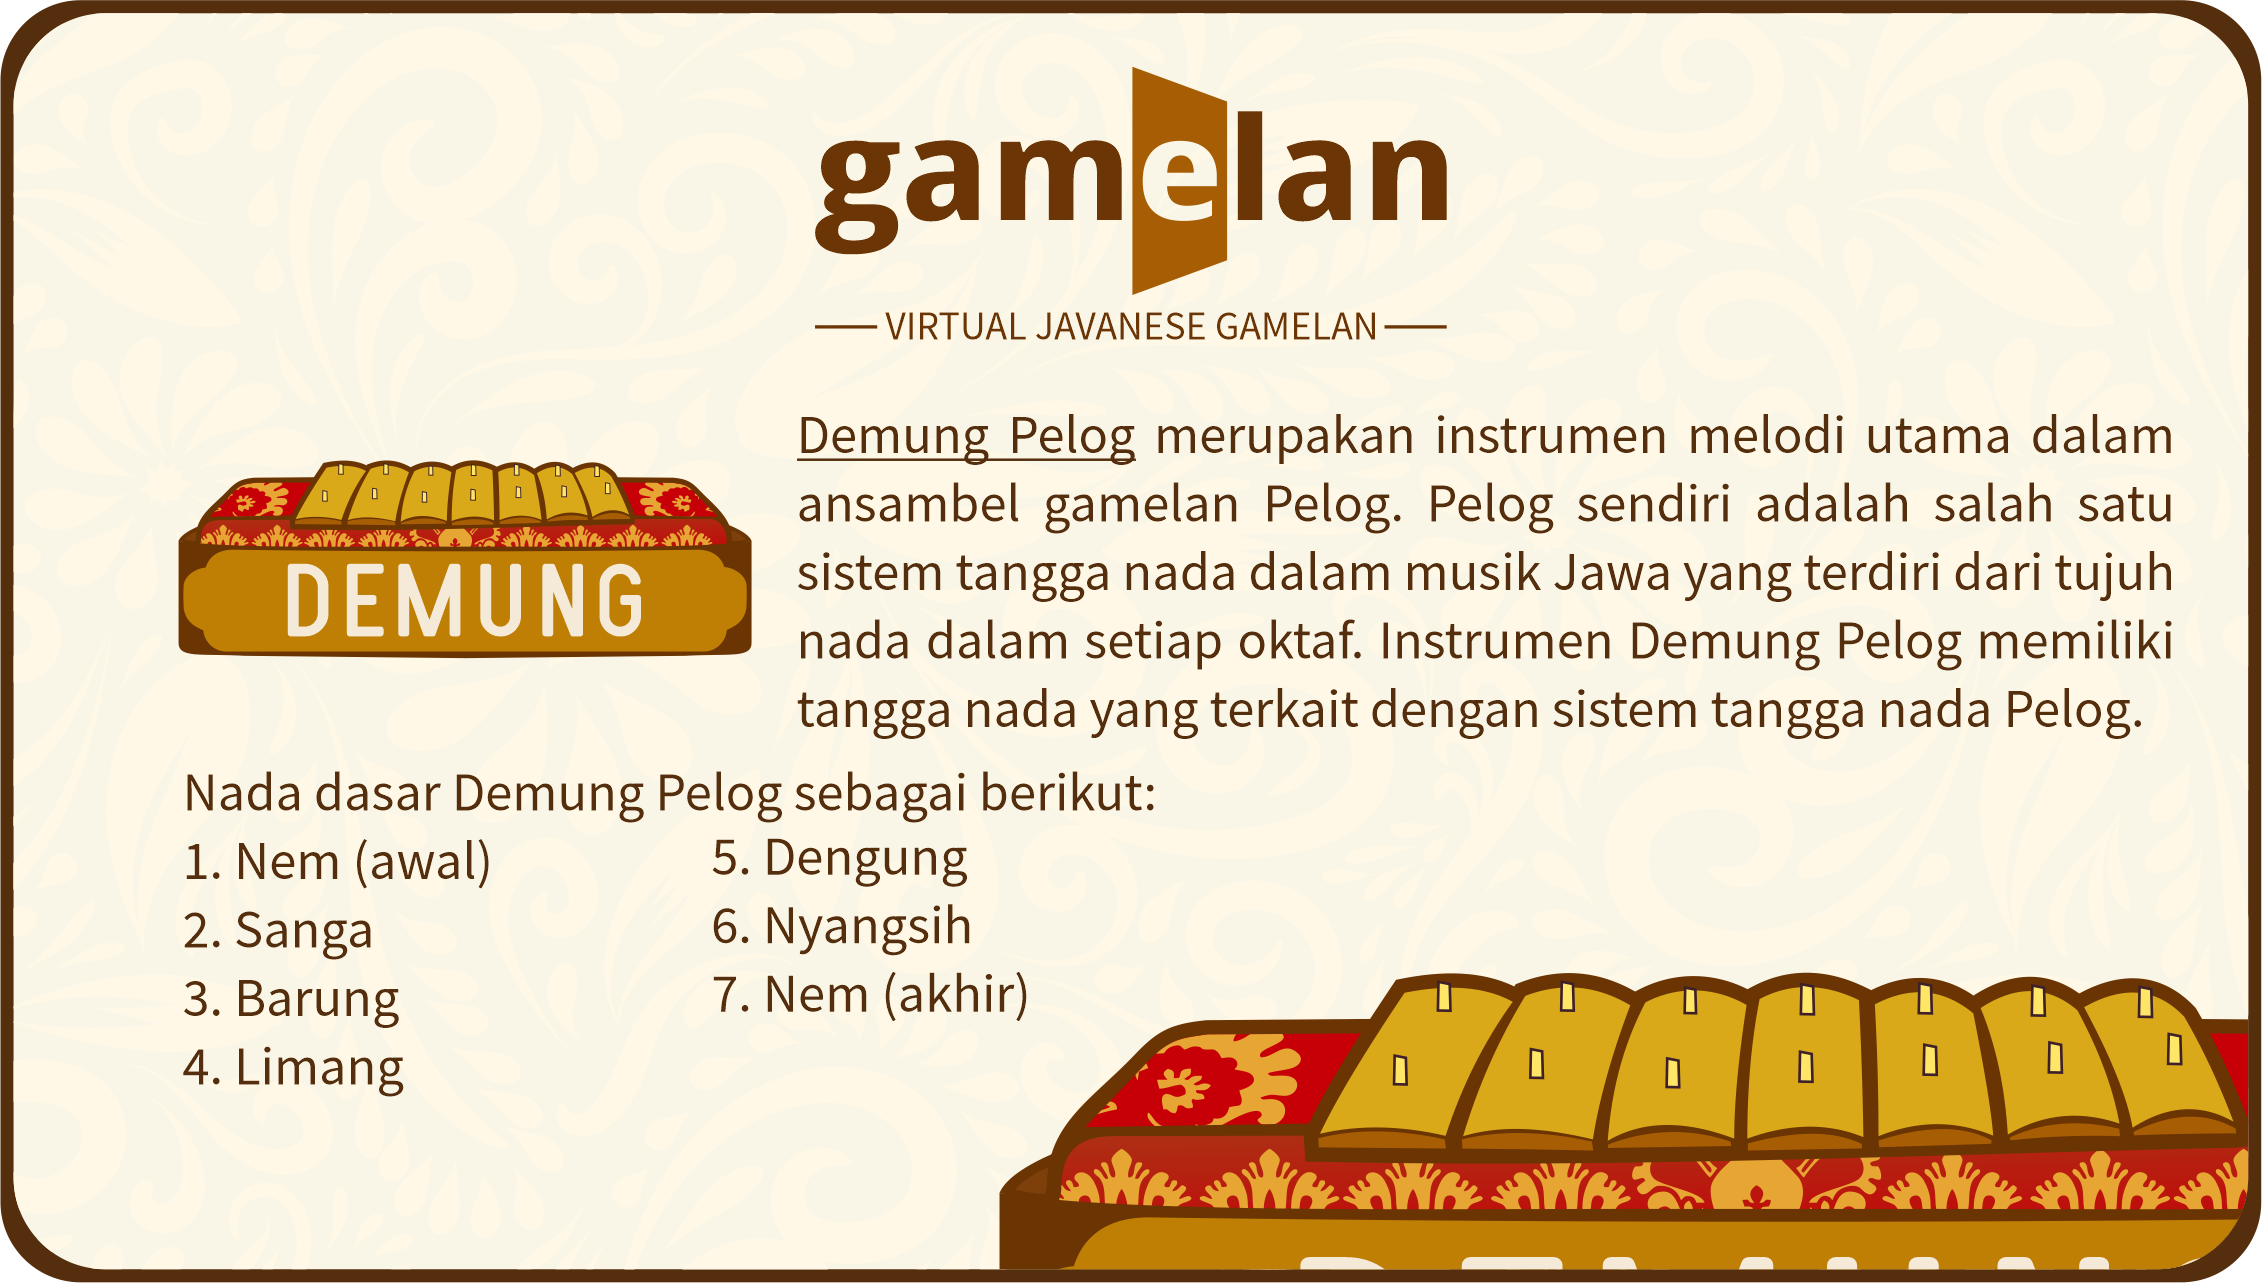 gamelan
VIRTUAL JAVANESE GAMELAN
Demung Pelog merupakan instrumen melodi utama dalam
ansambel gamelan Pelog. Pelog sendiri adalah salah satu
sistem tangga nada dalam musik Jawa yang terdiri dari tujuh
nada dalam setiap oktaf. Instrumen Demung Pelog memiliki
tangga nada yang terkait dengan sistem tangga nada Pelog.
DEMUNG
Nada dasar Demung Pelog sebagai berikut:
1. Nem (awal)
2. Sanga
3. Barung
4. Limang
5. Dengung
6. Nyangsih
7. Nem (akhir)